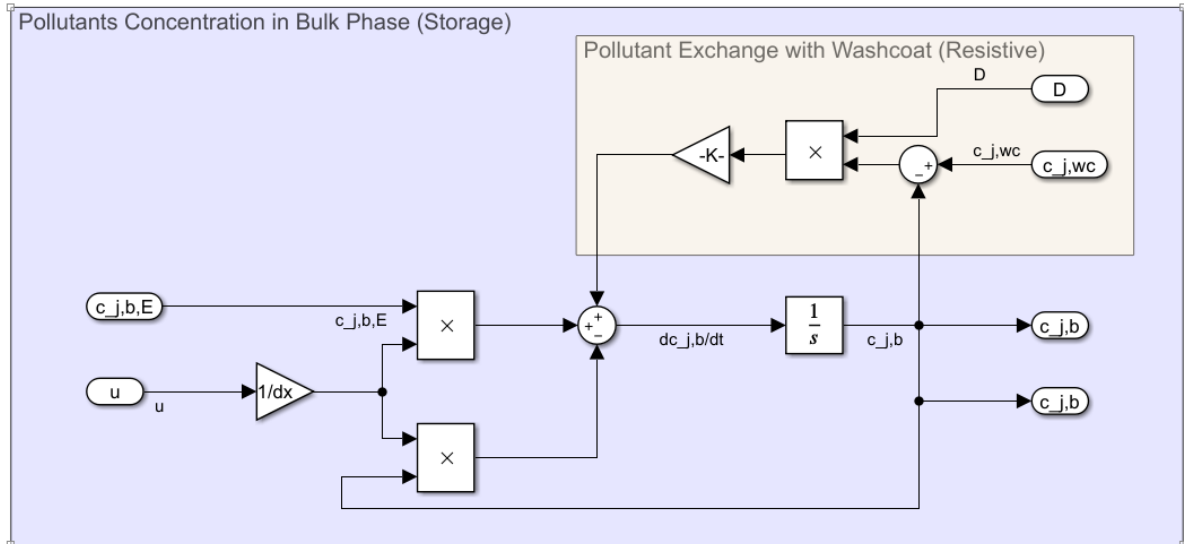 Pollutants Concentration in Bulk Phase (Storage)
Pollutant Exchange with Washcoat (Resistive)
D
D
-K-
×
c_j,wc
c_j,wc
+
−
c_j,b,E
c_j,b,E
×
+
+
−
dc_j,b/dt
1
s
c_j,b
c_j,b
u
u
1/dx
c_j,b
×